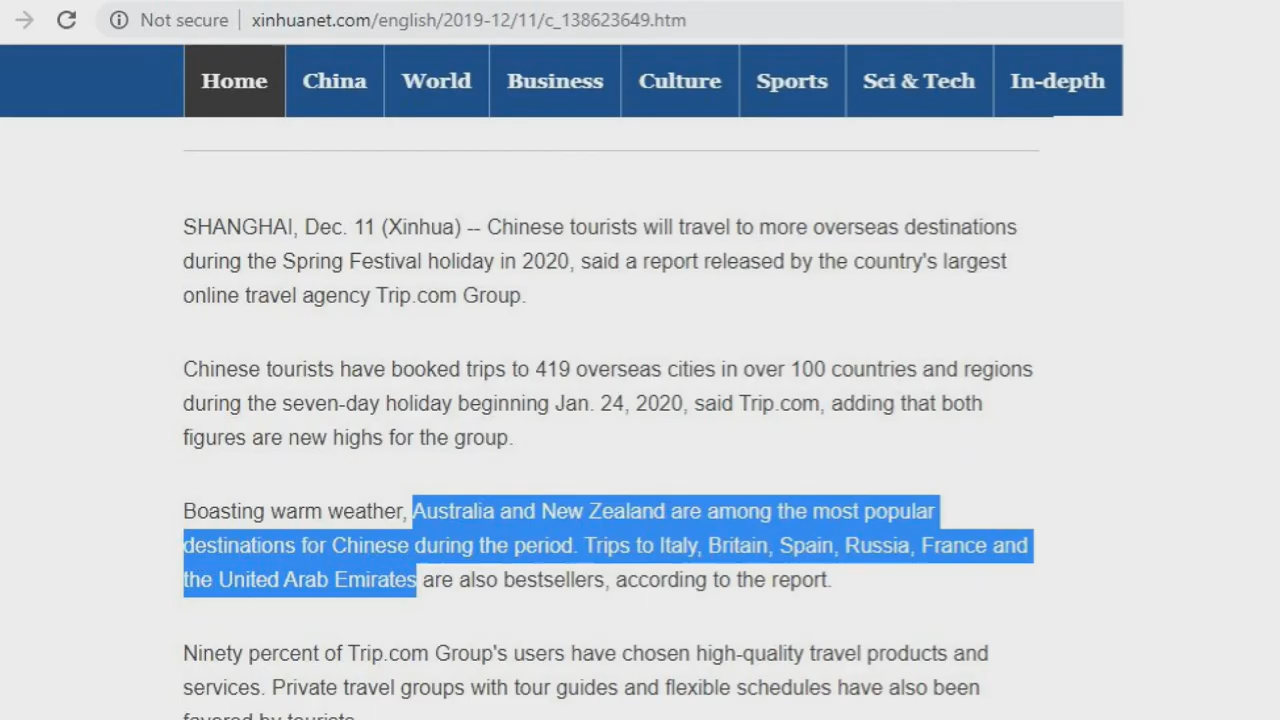 Not secure | xinhuanet.com/english/2019-12/11/c_138623649.htm
Home China World Business Culture Sports Sci & Tech In-depth
SHANGHAI, Dec. 11 (Xinhua) -- Chinese tourists will travel to more overseas destinations
during the Spring Festival holiday in 2020, said a report released by the country's largest
online travel agency Trip.com Group.
Chinese tourists have booked trips to 419 overseas cities in over 100 countries and regions
during the seven-day holiday beginning Jan. 24, 2020, said Trip.com, adding that both
figures are new highs for the group.
Boasting warm weather, Australia and New Zealand are among the most popular
destinations for Chinese during the period. Trips to Italy, Britain, Spain, Russia, France and
the United Arab Emirates are also bestsellers, according to the report.
Ninety percent of Trip.com Group's users have chosen high-quality travel products and
services. Private travel groups with tour guides and flexible schedules have also been
favored by tourists.